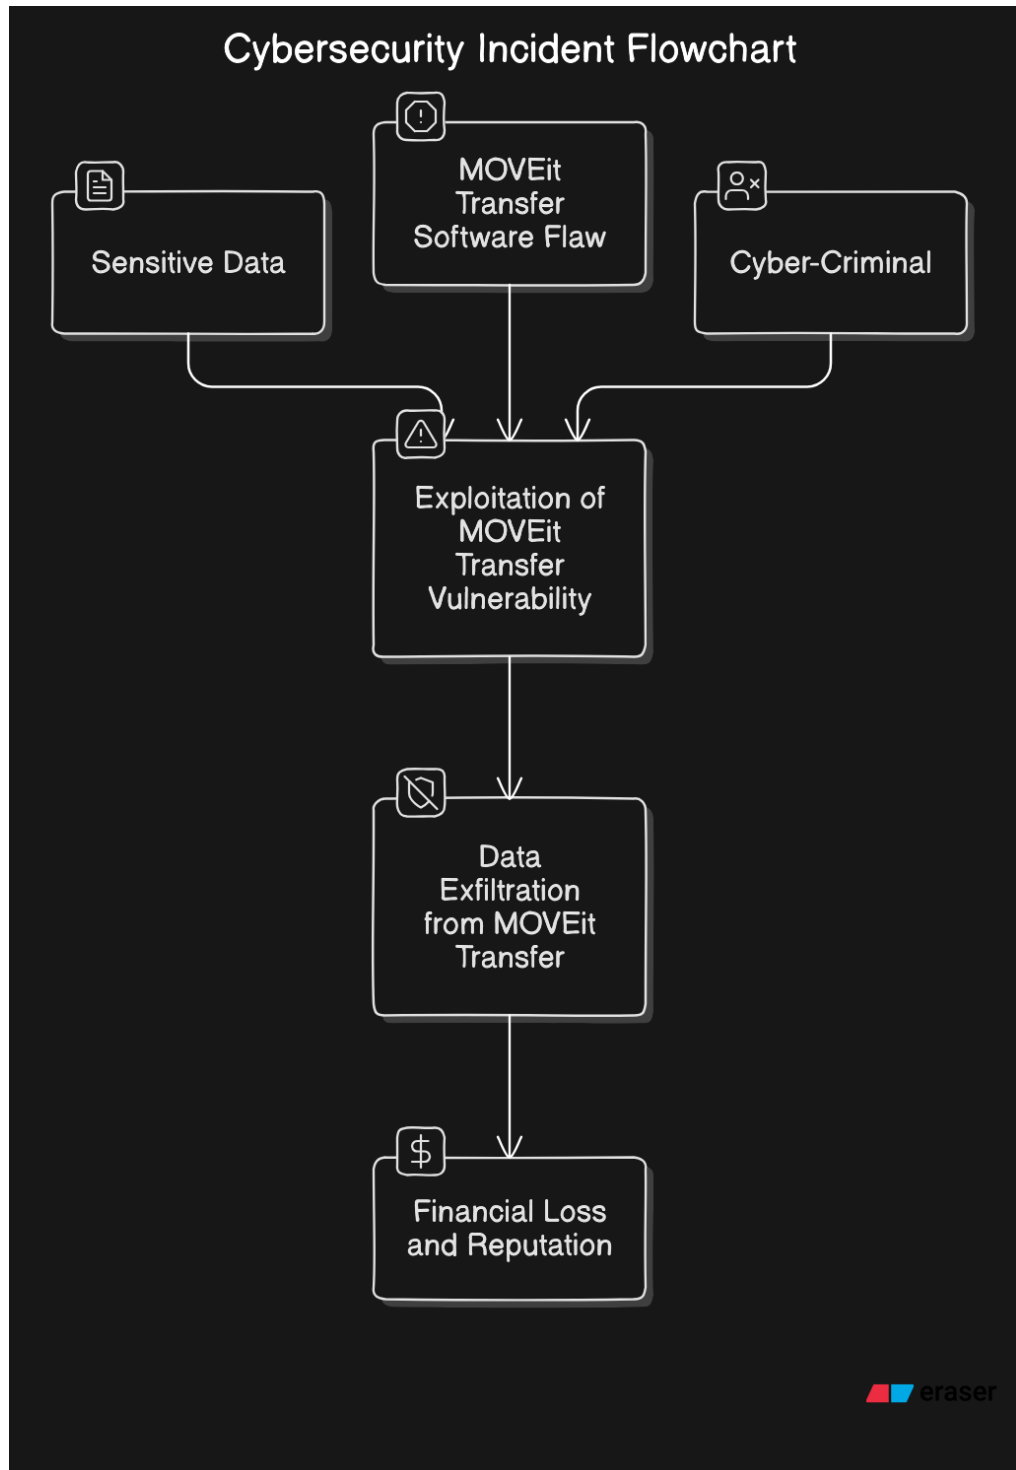 Cybersecurity Incident Flowchart
MOVEit
Transfer
Software Flaw
Sensitive Data
Cyber-Criminal
Exploitation of
MOVEit
Transfer
Vulnerability
Data
Exfiltration
from MOVEit
Transfer
$
Financial Loss
and Reputation
eraser